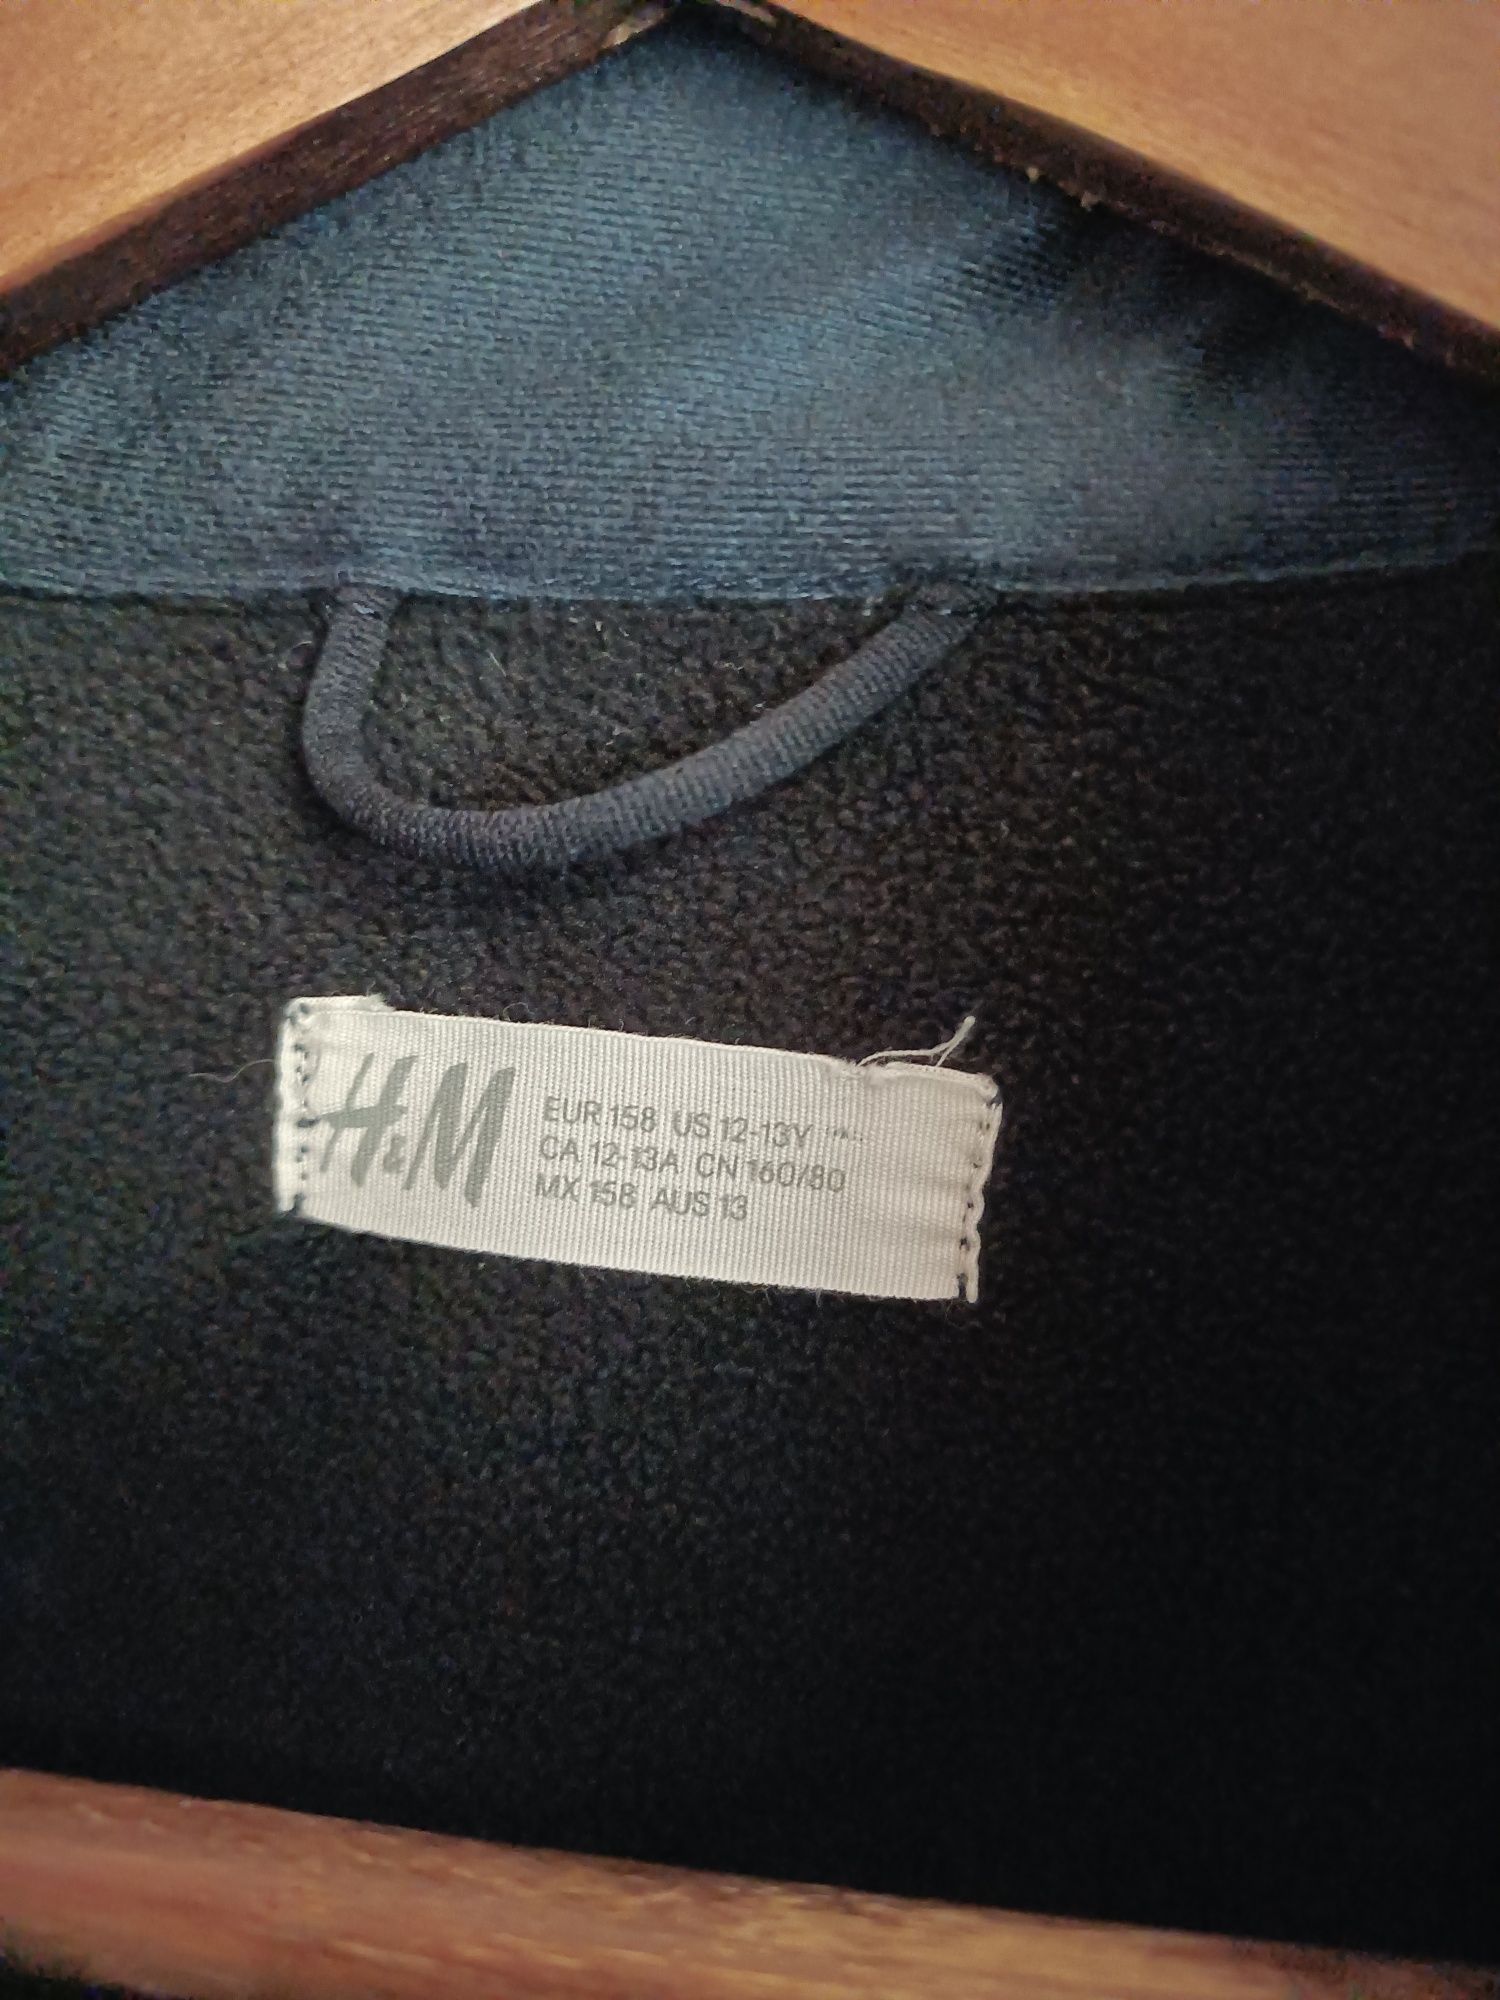 H&M
EUR 158 US 12-13Y
CA 12-13A CN 160/80
MX 158 AUS 13